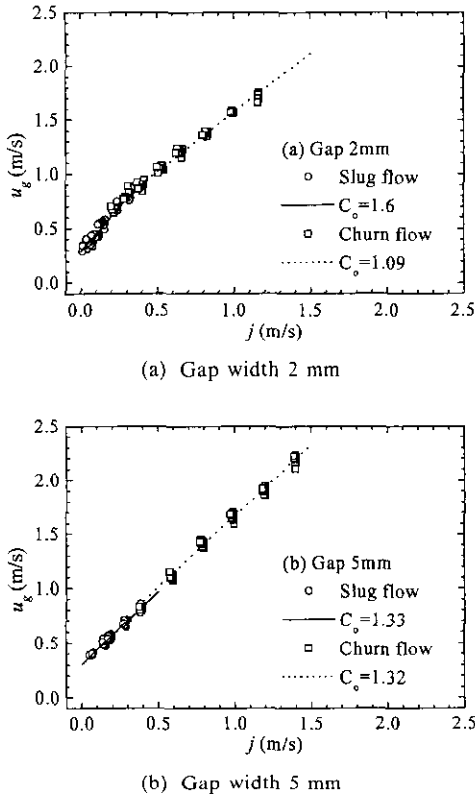 2.5
2.0
1.5
1.0
0.5
0.0
u_g (m/s)
(a) Gap 2mm
Slug flow
C_o=1.6
Churn flow
C_o=1.09
0.0 0.5 1.0 1.5 2.0 2.5
j (m/s)
(a) Gap width 2 mm
2.5
2.0
1.5
1.0
0.5
0.0
u_g (m/s)
(b) Gap 5mm
Slug flow
C_o=1.33
Churn flow
C_o=1.32
0.0 0.5 1.0 1.5 2.0 2.5
j (m/s)
(b) Gap width 5 mm